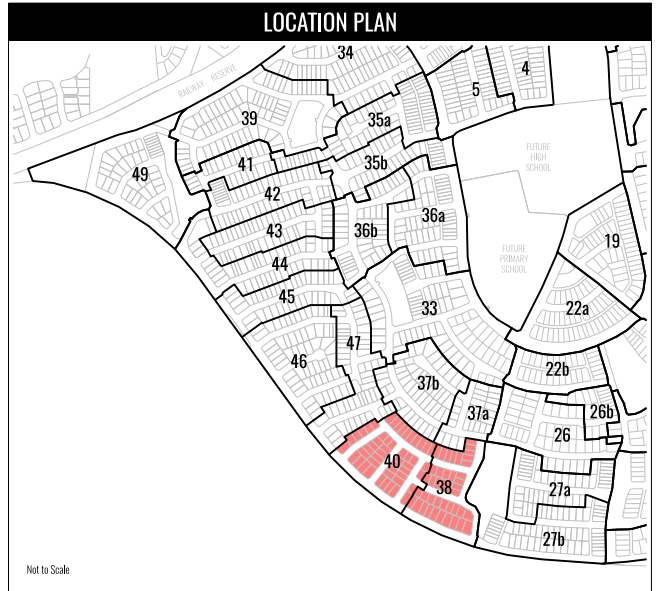 LOCATION PLAN
34
4
5
RAILWAY RESERVE
39
35a
FUTURE
HIGH
SCHOOL
41
35b
49
42
36a
43
36b
19
44
FUTURE
PRIMARY
SCHOOL
45
33
22a
47
46
22b
37b
37a
26b
26
40
38
27a
27b
Not to Scale